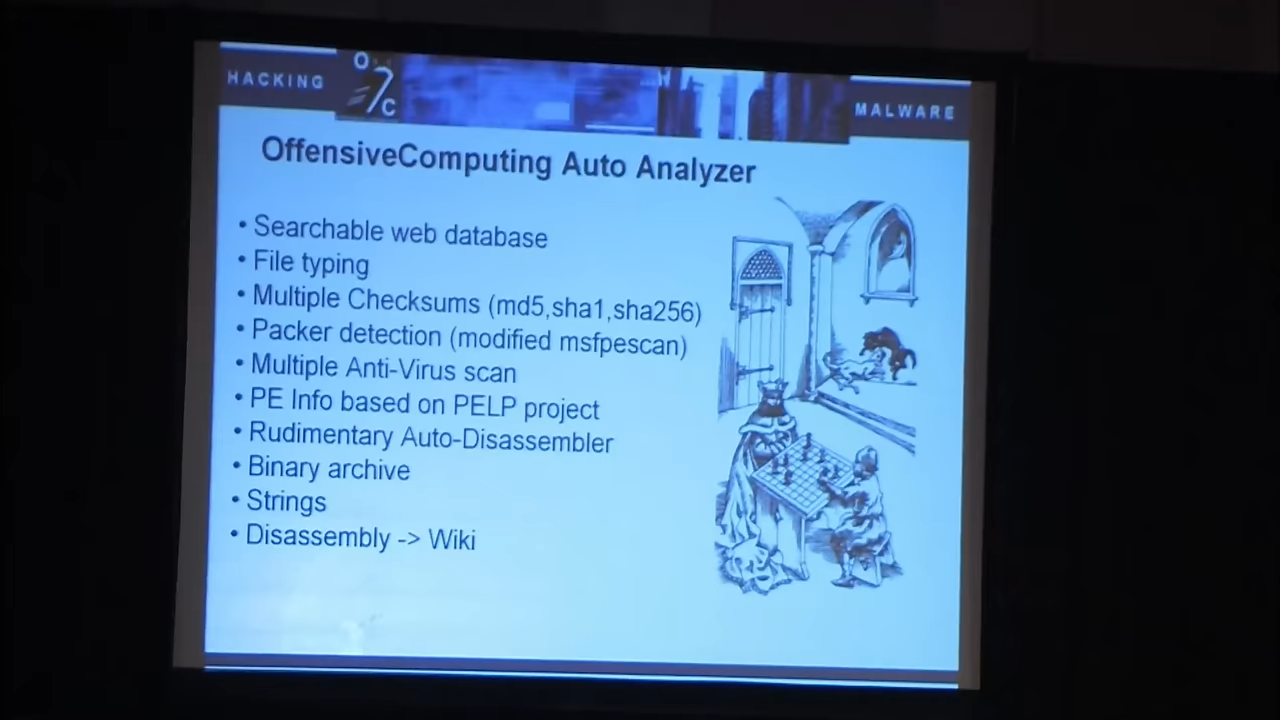 HACKING
O
C
MALWARE
OffensiveComputing Auto Analyzer
• Searchable web database
• File typing
• Multiple Checksums (md5,sha1,sha256)
• Packer detection (modified msfpescan)
• Multiple Anti-Virus scan
• PE Info based on PELP project
• Rudimentary Auto-Disassembler
• Binary archive
• Strings
• Disassembly -> Wiki